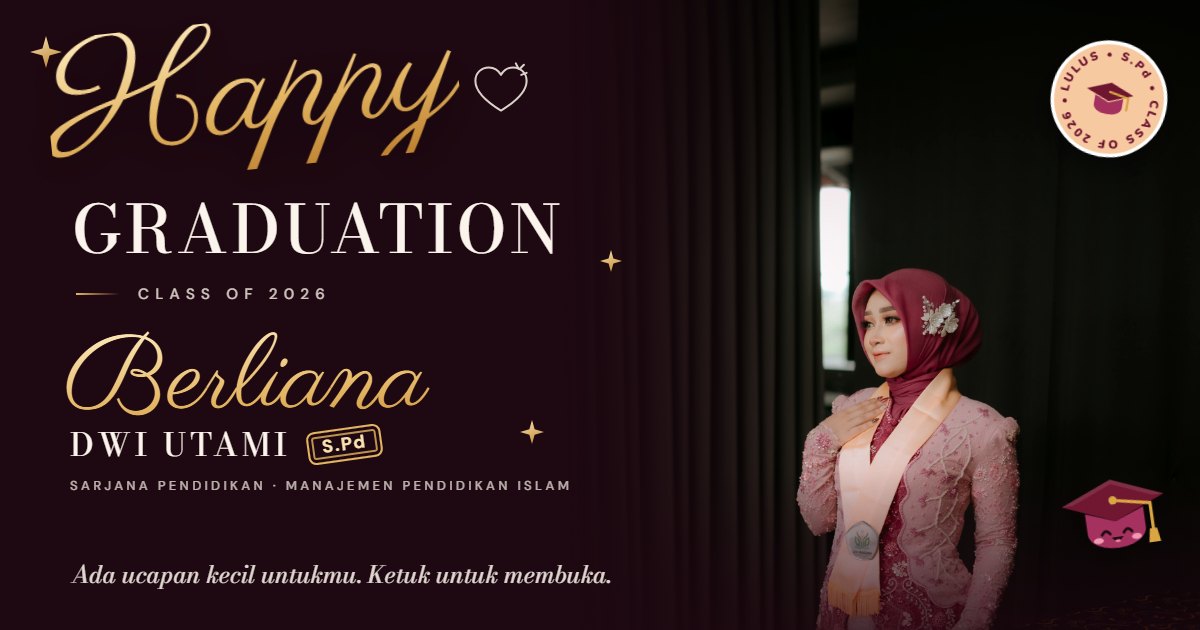 Happy
GRADUATION
CLASS OF 2026
Berliana
DWI UTAMI S.Pd
SARJANA PENDIDIKAN · MANAJEMEN PENDIDIKAN ISLAM
Ada ucapan kecil untukmu. Ketuk untuk membuka.
LULUS • S.Pd • CLASS OF 2026 •